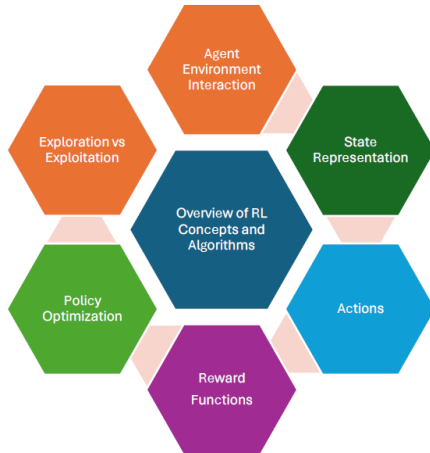 Agent
Environment
Interaction
State
Representation
Actions
Reward
Functions
Policy
Optimization
Exploration vs
Exploitation
Overview of RL
Concepts and
Algorithms